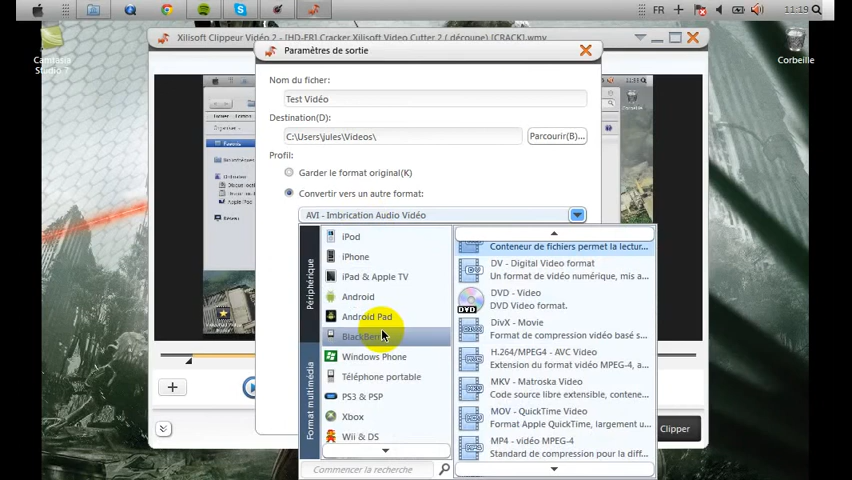 FR
11:19
Xilisoft Clippeur Vidéo 2 - [HD-FR] Cracker Xilisoft Video Cutter 2 ( découpe) [CRACK].wmv
Camtasia
Studio 7
Corbeille
Paramètres de sortie
Nom du ficher:
Test Vidéo
Destination(D):
C:\Users\jules\Videos\
Parcourir(B)...
Profil:
Garder le format original(K)
Convertir vers un autre format:
AVI - Imbrication Audio Vidéo
Périphérique
Format multimédia
iPod
iPhone
iPad & Apple TV
Android
Android Pad
BlackBerry
Windows Phone
Téléphone portable
PS3 & PSP
Xbox
Wii & DS
Commencer la recherche
Conteneur de fichiers permet la lectur...
DV - Digital Video format
Un format de vidéo numérique, mis a...
DVD - Video
DVD Video format.
DivX - Movie
Format de compression vidéo basé s...
H.264/MPEG4 - AVC Video
Extension du format vidéo MPEG-4, a...
MKV - Matroska Video
Code source libre extensible, contene...
MOV - QuickTime Video
Format Apple QuickTime, largement u...
MP4 - vidéo MPEG-4
Standard de compression pour la diff...
Clipper